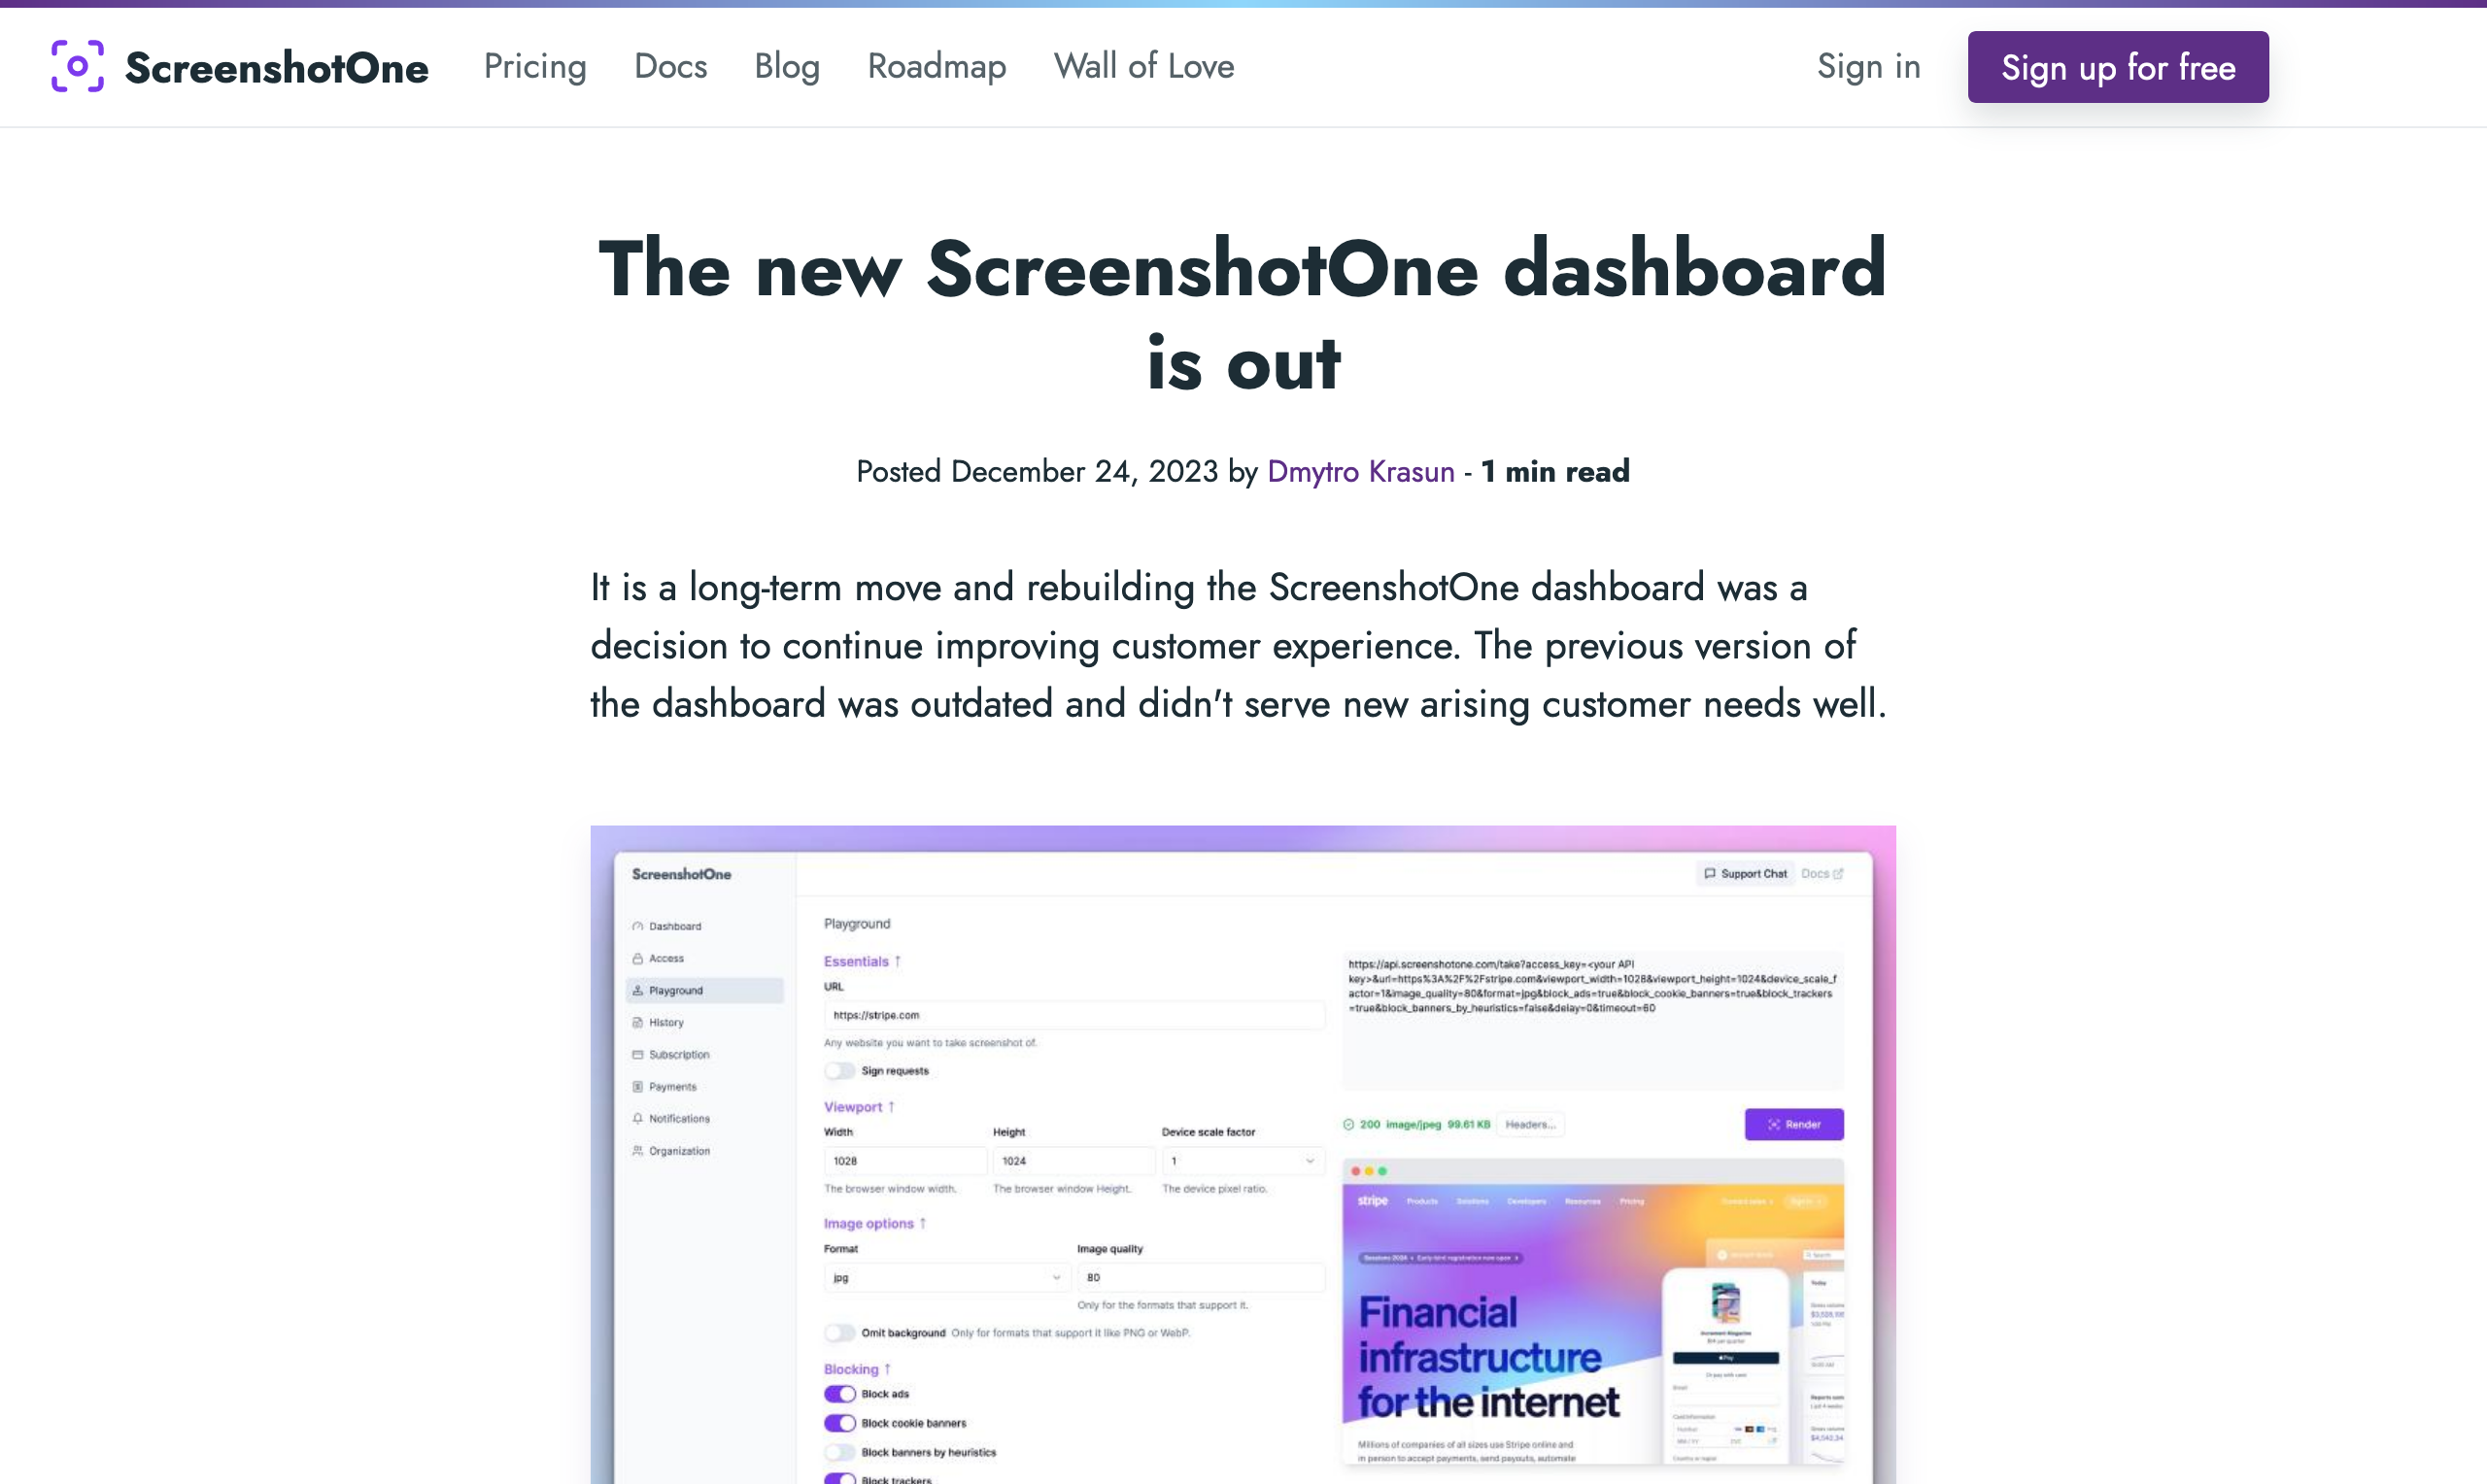 ScreenshotOne
Pricing
Docs
Blog
Roadmap
Wall of Love
Sign in
Sign up for free
The new ScreenshotOne dashboard
is out
Posted December 24, 2023 by Dmytro Krasun - 1 min read
It is a long-term move and rebuilding the ScreenshotOne dashboard was a
decision to continue improving customer experience. The previous version of
the dashboard was outdated and didn't serve new arising customer needs well.
ScreenshotOne
Support Chat
Docs
Dashboard
Access
Playground
History
Subscription
Payments
Notifications
Organization
Playground
Essentials ↑
URL
https://stripe.com
Any website you want to take screenshot of.
Sign requests
Viewport ↑
Width
Height
Device scale factor
1028
1024
1
The browser window width.
The browser window Height.
The device pixel ratio.
Image options ↑
Format
Image quality
jpg
80
Only for the formats that support it.
Omit background Only for formats that support it like PNG or WebP.
Blocking ↑
Block ads
Block cookie banners
Block banners by heuristics
Block trackers
https://api.screenshotone.com/take?access_key=<your API
key>&url=https%3A%2F%2Fstripe.com&viewport_width=1028&viewport_height=1024&device_scale_f
actor=1&image_quality=80&format=jpg&block_ads=true&block_cookie_banners=true&block_trackers
=true&block_banners_by_heuristics=false&delay=0&timeout=60
200 image/jpeg 99.61 KB
Headers...
Render
stripe
Products
Solutions
Developers
Resources
Pricing
Financial
infrastructure
for the internet
Millions of companies of all sizes use Stripe online and
in person to accept payments, send payouts, automate